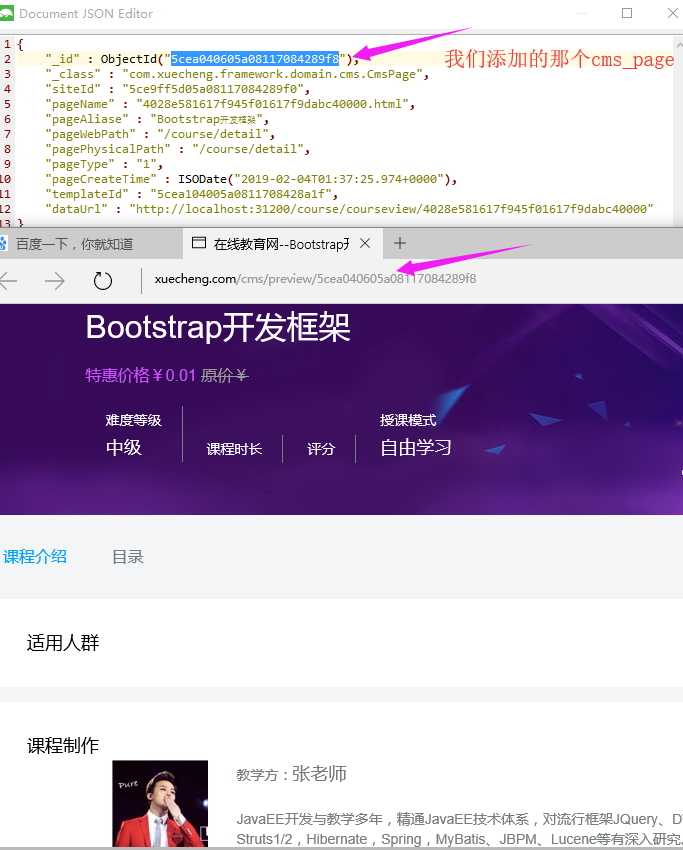 Document JSON Editor
1 {
2 "_id" : ObjectId("5cea040605a08117084289f8"),
我们添加的那个cms_page
3 "_class" : "com.xuecheng.framework.domain.cms.CmsPage",
4 "siteId" : "5ce9ff5d05a08117084289f0",
5 "pageName" : "4028e581617f945f01617f9dabc40000.html",
6 "pageAliase" : "Bootstrap开发框架",
7 "pageWebPath" : "/course/detail",
8 "pagePhysicalPath" : "/course/detail",
9 "pageType" : "1",
10 "pageCreateTime" : ISODate("2019-02-04T01:37:25.974+0000"),
11 "templateId" : "5cea104005a0811708428a1f",
12 "dataUrl" : "http://localhost:31200/course/courseview/4028e581617f945f01617f9dabc40000"
13 }
百度一下，你就知道
在线教育网--Bootstrap开
xuecheng.com/cms/preview/5cea040605a08117084289f8
Bootstrap开发框架
特惠价格￥0.01 原价￥
难度等级
授课模式
中级
课程时长
评分
自由学习
课程介绍
目录
适用人群
课程制作
Pure
教学方：张老师
JavaEE开发与教学多年，精通JavaEE技术体系，对流行框架JQuery、D
Struts1/2，Hibernate，Spring，MyBatis、JBPM、Lucene等有深入研究